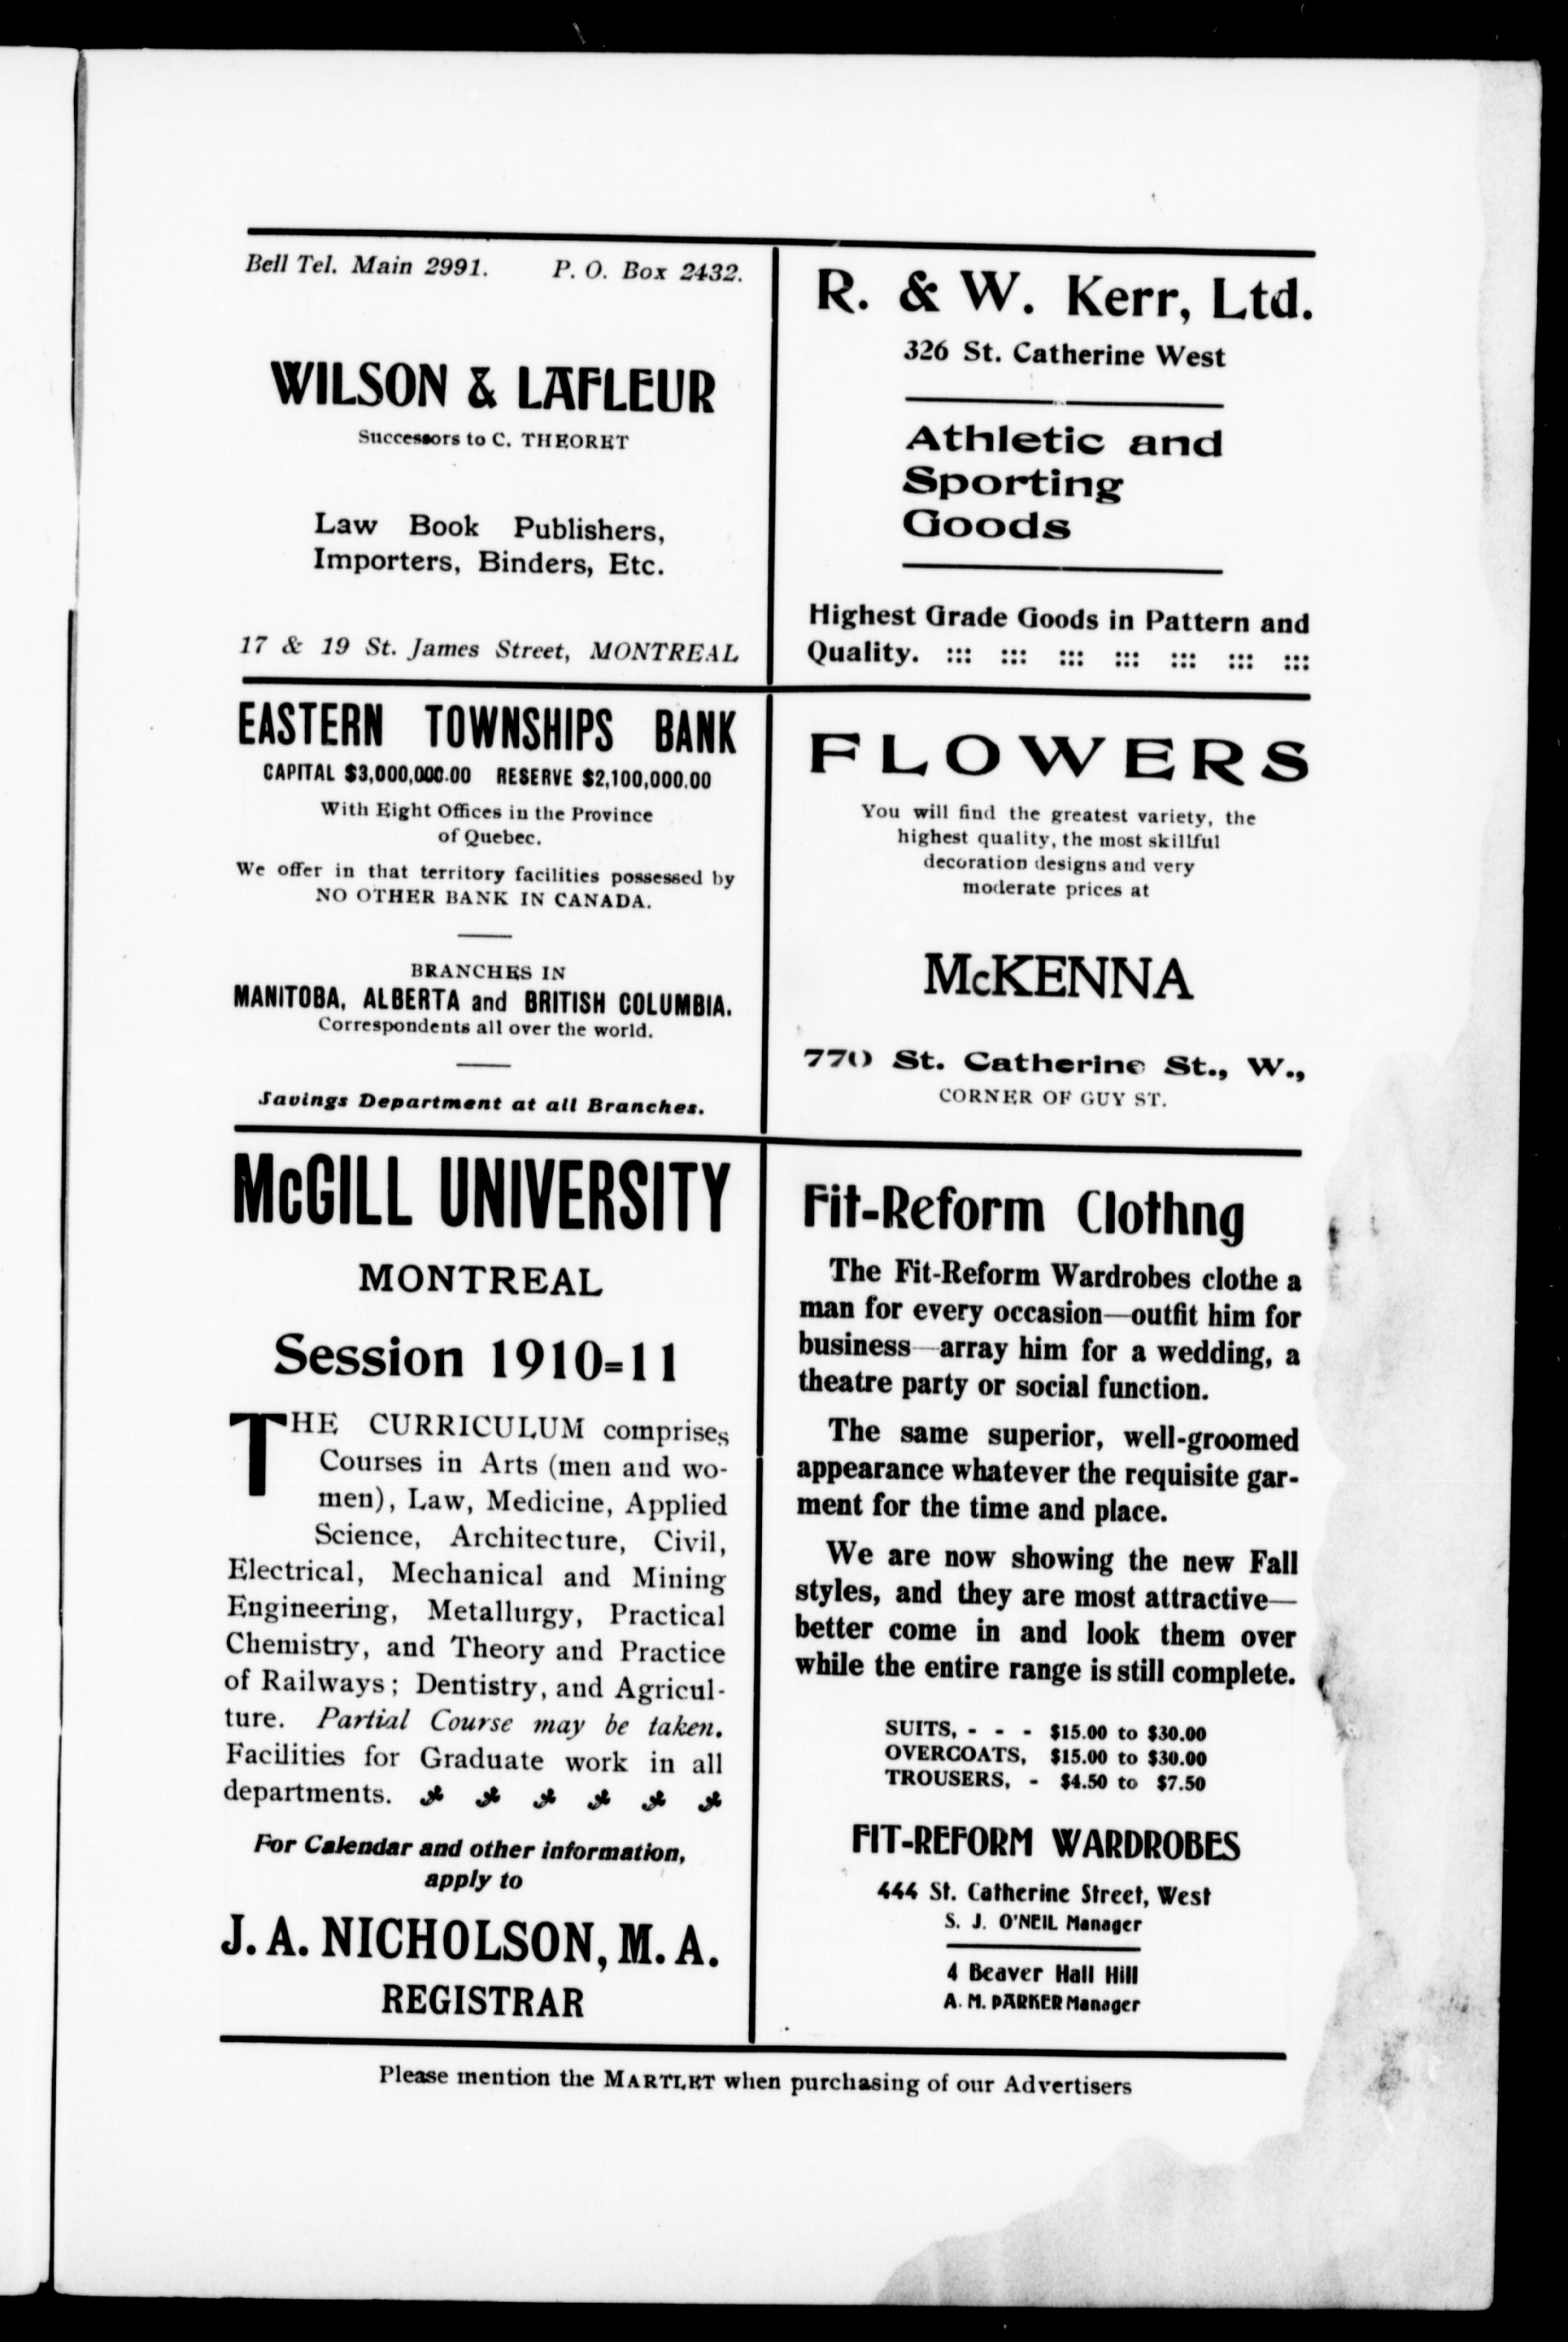 Bell Tel. Main 2991. P. O. Box 2432.
WILSON & LAFLEUR
Successors to C. THEORET
Law Book Publishers,
Importers, Binders, Etc.
17 & 19 St. James Street, MONTREAL
R. & W. Kerr, Ltd.
326 St. Catherine West
Athletic and
Sporting
Goods
Highest Grade Goods in Pattern and
Quality. ::: ::: ::: ::: ::: ::: :::
EASTERN TOWNSHIPS BANK
CAPITAL $3,000,000.00 RESERVE $2,100,000.00
With Eight Offices in the Province
of Quebec.
We offer in that territory facilities possessed by
NO OTHER BANK IN CANADA.
BRANCHES IN
MANITOBA, ALBERTA and BRITISH COLUMBIA.
Correspondents all over the world.
Savings Department at all Branches.
FLOWERS
You will find the greatest variety, the
highest quality, the most skillful
decoration designs and very
moderate prices at
McKENNA
770 St. Catherine St., W.,
CORNER OF GUY ST.
McGILL UNIVERSITY
MONTREAL
Session 1910=11
THE CURRICULUM comprises
Courses in Arts (men and wo-
men), Law, Medicine, Applied
Science, Architecture, Civil,
Electrical, Mechanical and Mining
Engineering, Metallurgy, Practical
Chemistry, and Theory and Practice
of Railways; Dentistry, and Agricul-
ture. Partial Course may be taken.
Facilities for Graduate work in all
departments.
For Calendar and other information,
apply to
J. A. NICHOLSON, M. A.
REGISTRAR
Fit-Reform Clothng
The Fit-Reform Wardrobes clothe a
man for every occasion—outfit him for
business—array him for a wedding, a
theatre party or social function.
The same superior, well-groomed
appearance whatever the requisite gar-
ment for the time and place.
We are now showing the new Fall
styles, and they are most attractive—
better come in and look them over
while the entire range is still complete.
SUITS, - - - $15.00 to $30.00
OVERCOATS, $15.00 to $30.00
TROUSERS, - $4.50 to $7.50
FIT-REFORM WARDROBES
444 St. Catherine Street, West
S. J. O'NEIL Manager
4 Beaver Hall Hill
A. M. PARKER Manager
Please mention the MARTLET when purchasing of our Advertisers